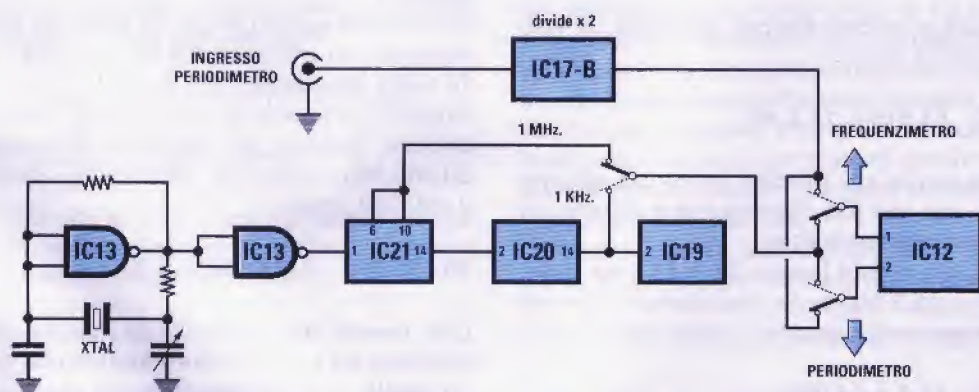 divide x 2
INGRESSO
PERIODIMETRO
IC17-B
1 MHz.
FREQUENZIMETRO
1 KHz.
6 10
IC13
IC13
1 IC21 14
2 IC20 14
2 IC19
1
IC12
2
XTAL
PERIODIMETRO